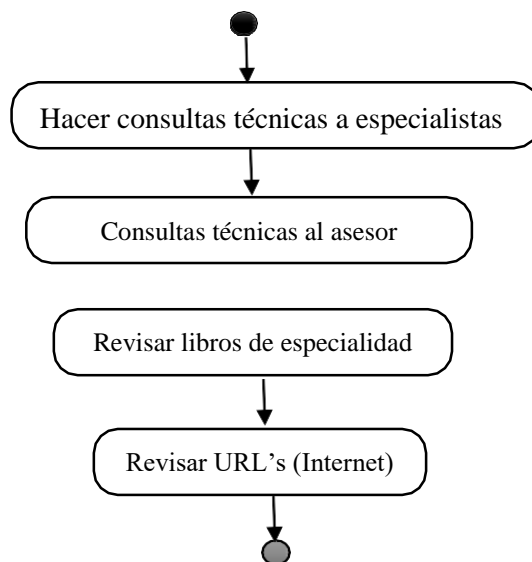 Hacer consultas técnicas a especialistas
Consultas técnicas al asesor
Revisar libros de especialidad
Revisar URL’s (Internet)